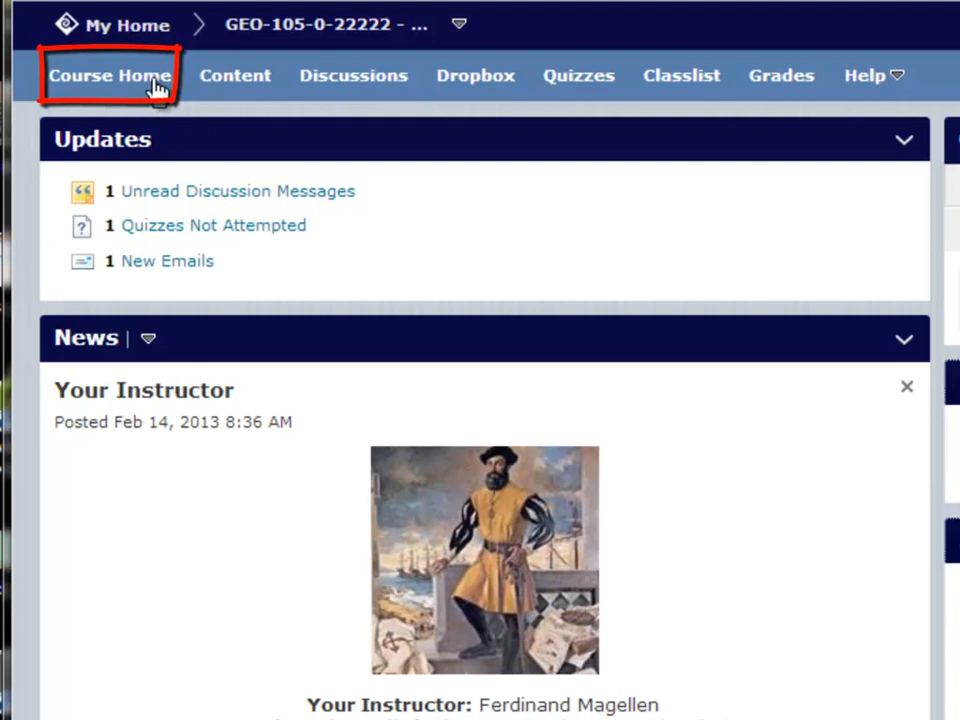 My Home GEO-105-0-22222 - ...
Course Home Content Discussions Dropbox Quizzes Classlist Grades Help
Updates
1 Unread Discussion Messages
1 Quizzes Not Attempted
1 New Emails
News |
Your Instructor
Posted Feb 14, 2013 8:36 AM
Your Instructor: Ferdinand Magellen